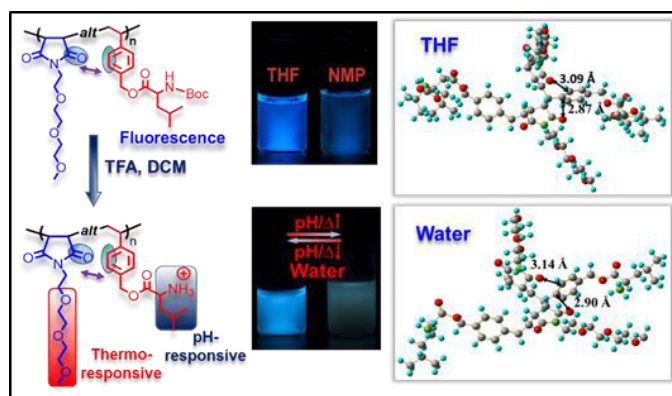 alt
n
O
N
O
O
O
O
O
O
H
N
Boc
O
Fluorescence
TFA, DCM
alt
n
O
N
O
O
O
O
O
O
NH3
⊕
Thermo-
responsive
pH-
responsive
THF
NMP
pH/Δ↑
pH/Δ↓
Water
THF
3.09 Å
2.87 Å
Water
3.14 Å
2.90 Å